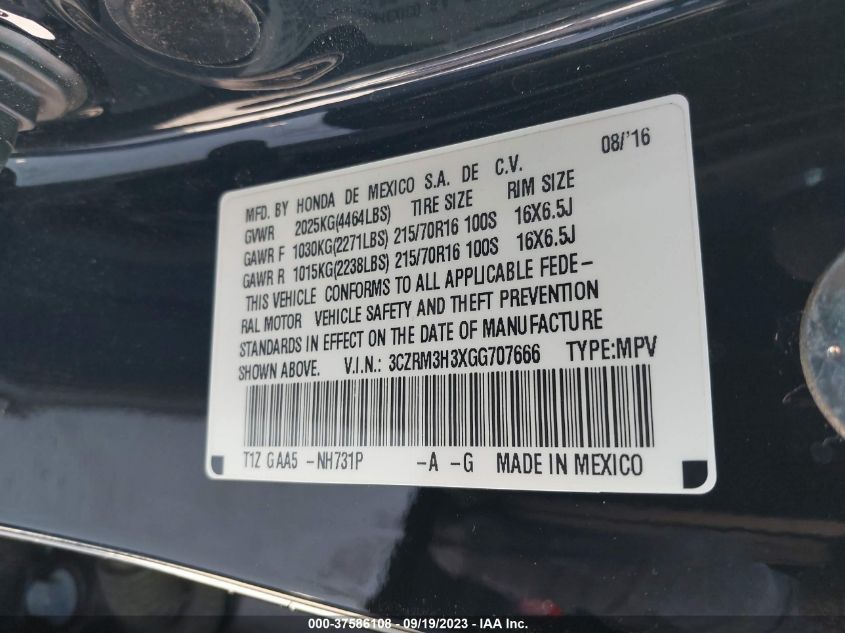 08/'16
MFD. BY HONDA DE MEXICO S.A. DE C.V.
GVWR 2025KG(4464LBS) TIRE SIZE RIM SIZE
GAWR F 1030KG(2271LBS) 215/70R16 100S 16X6.5J
GAWR R 1015KG(2238LBS) 215/70R16 100S 16X6.5J
THIS VEHICLE CONFORMS TO ALL APPLICABLE FEDE-
RAL MOTOR VEHICLE SAFETY AND THEFT PREVENTION
STANDARDS IN EFFECT ON THE DATE OF MANUFACTURE
SHOWN ABOVE. V.I.N.: 3CZRM3H3XGG707666 TYPE:MPV
T1Z GAA5 -NH731P -A -G MADE IN MEXICO
000-37586108 - 09/19/2023 - IAA Inc.